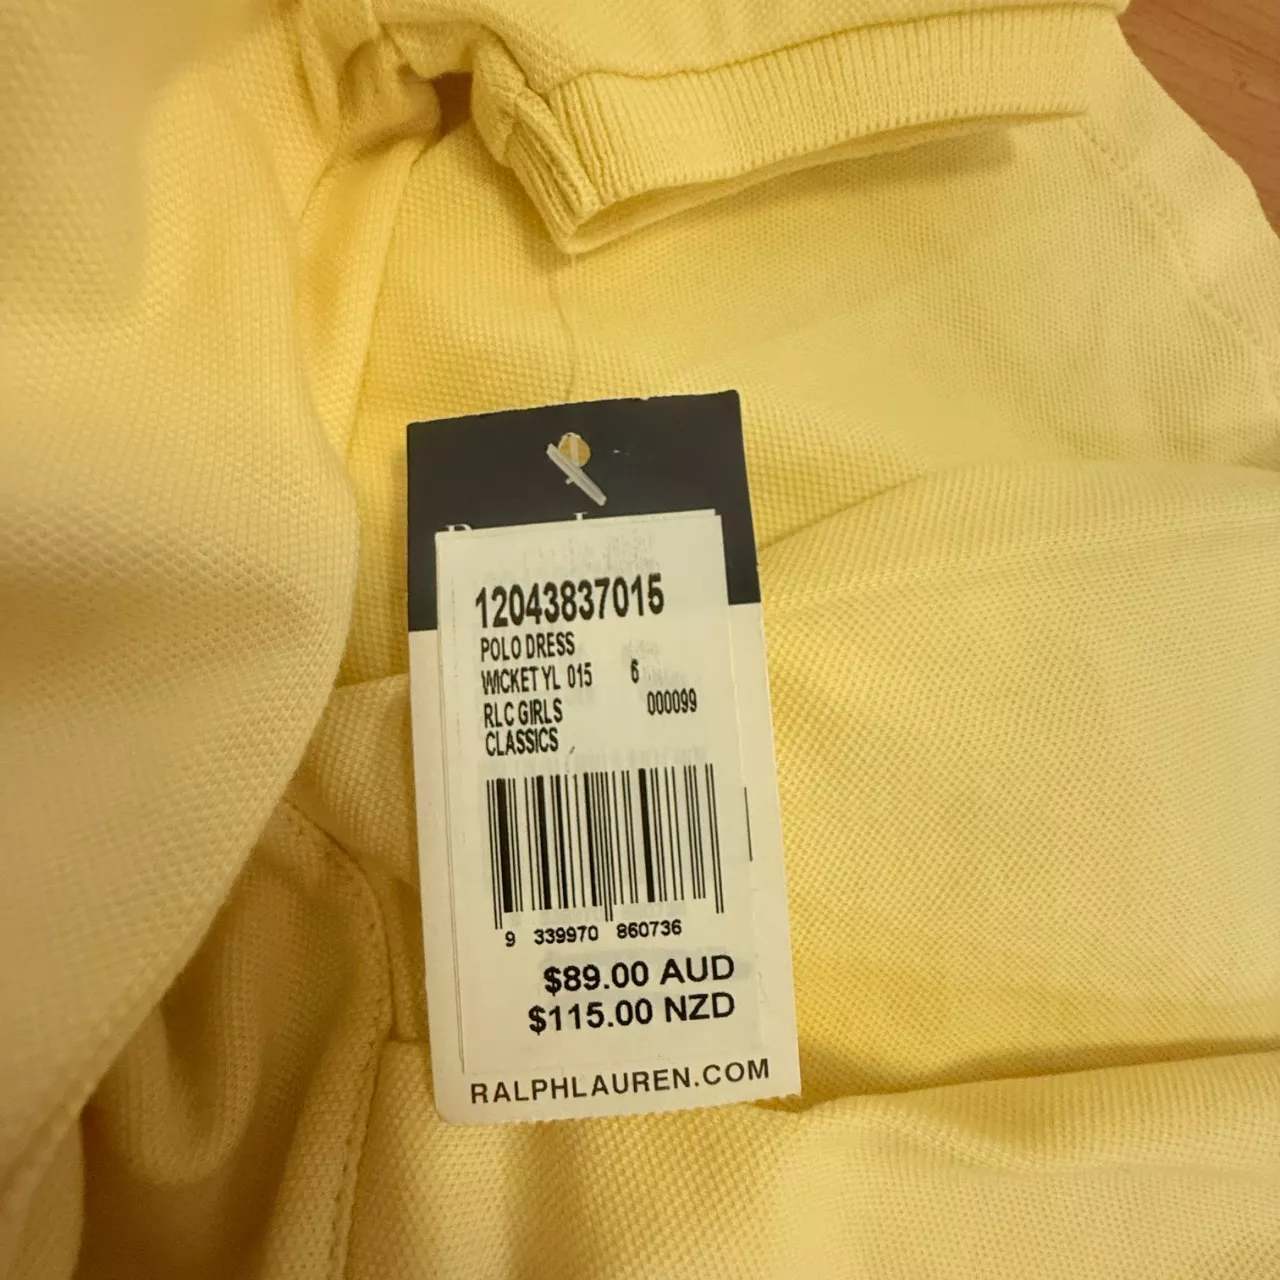 12043837015
POLO DRESS
WICKET YL 015 6
RLC GIRLS 000099
CLASSICS
9 339970 860736
$89.00 AUD
$115.00 NZD
RALPHLAUREN.COM